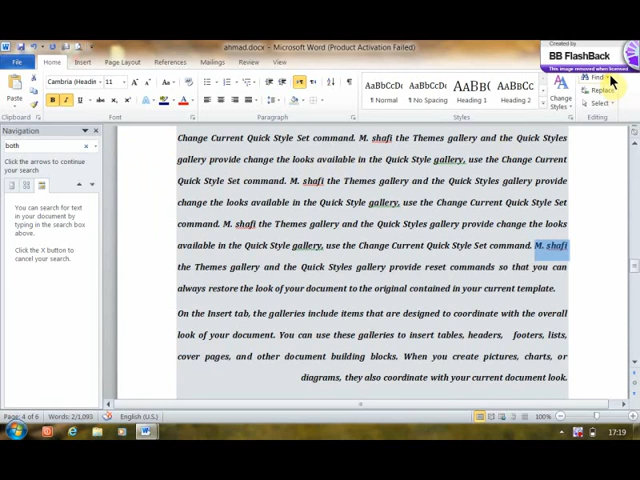 ahmad.docx - Microsoft Word (Product Activation Failed)
Created by
BB FlashBack
This image removed when licensed
File Home Insert Page Layout References Mailings Review View
Cambria (Headin 11
Find
Replace
Select
Paste
AaBbCcDc AaBbCcDc AaBbC AaBbCc
¶ Normal ¶ No Spacing Heading 1 Heading 2
Change Styles
Clipboard Font Paragraph Styles Editing
Navigation
both
Click the arrows to continue your search
You can search for text in your document by typing in the search box above.
Click the X button to cancel your search.
Change Current Quick Style Set command. M. shafi the Themes gallery and the Quick Styles
gallery provide change the looks available in the Quick Style gallery, use the Change Current
Quick Style Set command. M. shafi the Themes gallery and the Quick Styles gallery provide
change the looks available in the Quick Style gallery, use the Change Current Quick Style Set
command. M. shafi the Themes gallery and the Quick Styles gallery provide change the looks
available in the Quick Style gallery, use the Change Current Quick Style Set command. M. shafi
the Themes gallery and the Quick Styles gallery provide reset commands so that you can
always restore the look of your document to the original contained in your current template.
On the Insert tab, the galleries include items that are designed to coordinate with the overall
look of your document. You can use these galleries to insert tables, headers, footers, lists,
cover pages, and other document building blocks. When you create pictures, charts, or
diagrams, they also coordinate with your current document look.
Page: 4 of 6 Words: 2/1,093 English (U.S.) 100%
17:19